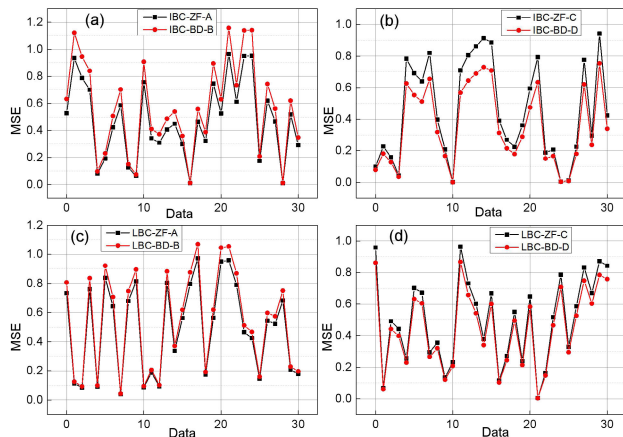 (a)
IBC-ZF-A
IBC-BD-B
MSE
1.4
1.2
1.0
0.8
0.6
0.4
0.2
0.0
0 10 20 30
Data
(b)
IBC-ZF-C
IBC-BD-D
MSE
1.0
0.8
0.6
0.4
0.2
0.0
0 10 20 30
Data
(c)
LBC-ZF-A
LBC-BD-B
MSE
1.2
1.0
0.8
0.6
0.4
0.2
0.0
0 10 20 30
Data
(d)
LBC-ZF-C
LBC-BD-D
MSE
1.0
0.8
0.6
0.4
0.2
0.0
0 10 20 30
Data